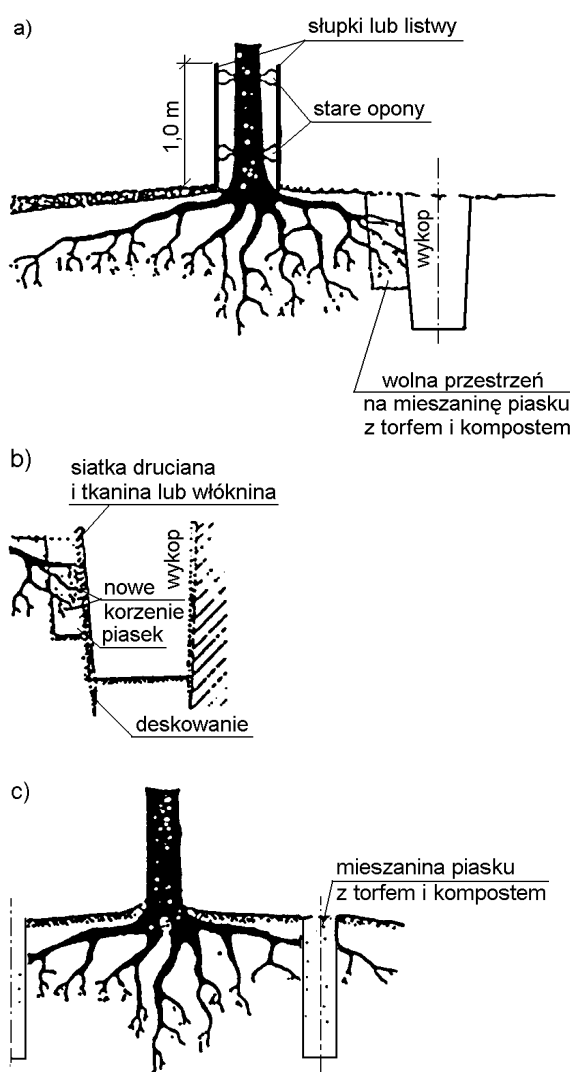 a)
słupki lub listwy
stare opony
1,0 m
wykop
wolna przestrzeń
na mieszaninę piasku
z torfem i kompostem
b)
siatka druciana
i tkanina lub włóknina
wykop
nowe
korzenie
piasek
deskowanie
c)
mieszanina piasku
z torfem i kompostem